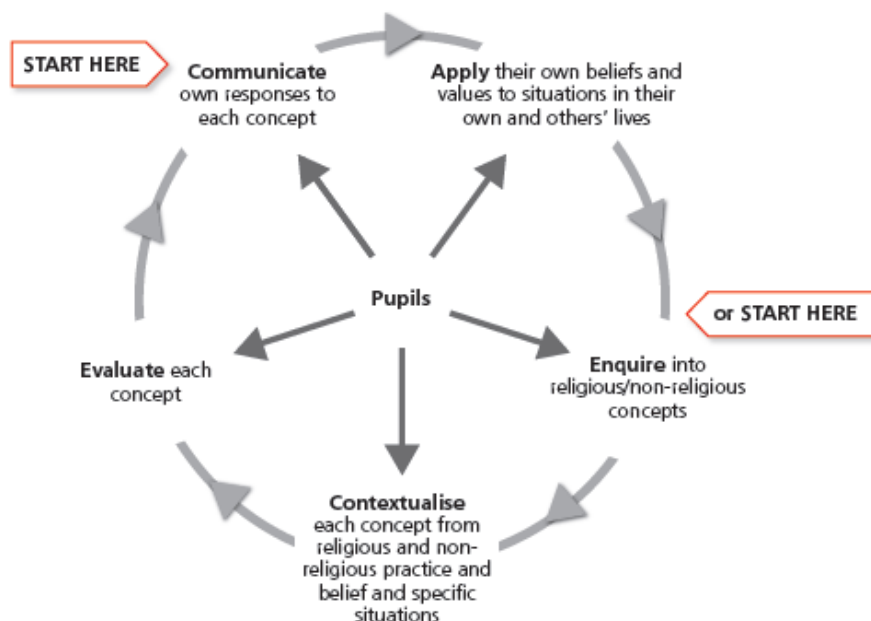 START HERE
Communicate
own responses to
each concept
Apply their own beliefs and
values to situations in their
own and others' lives
Pupils
or START HERE
Enquire into
religious/non-religious
concepts
Contextualise
each concept from
religious and non-
religious practice and
belief and specific
situations
Evaluate each
concept